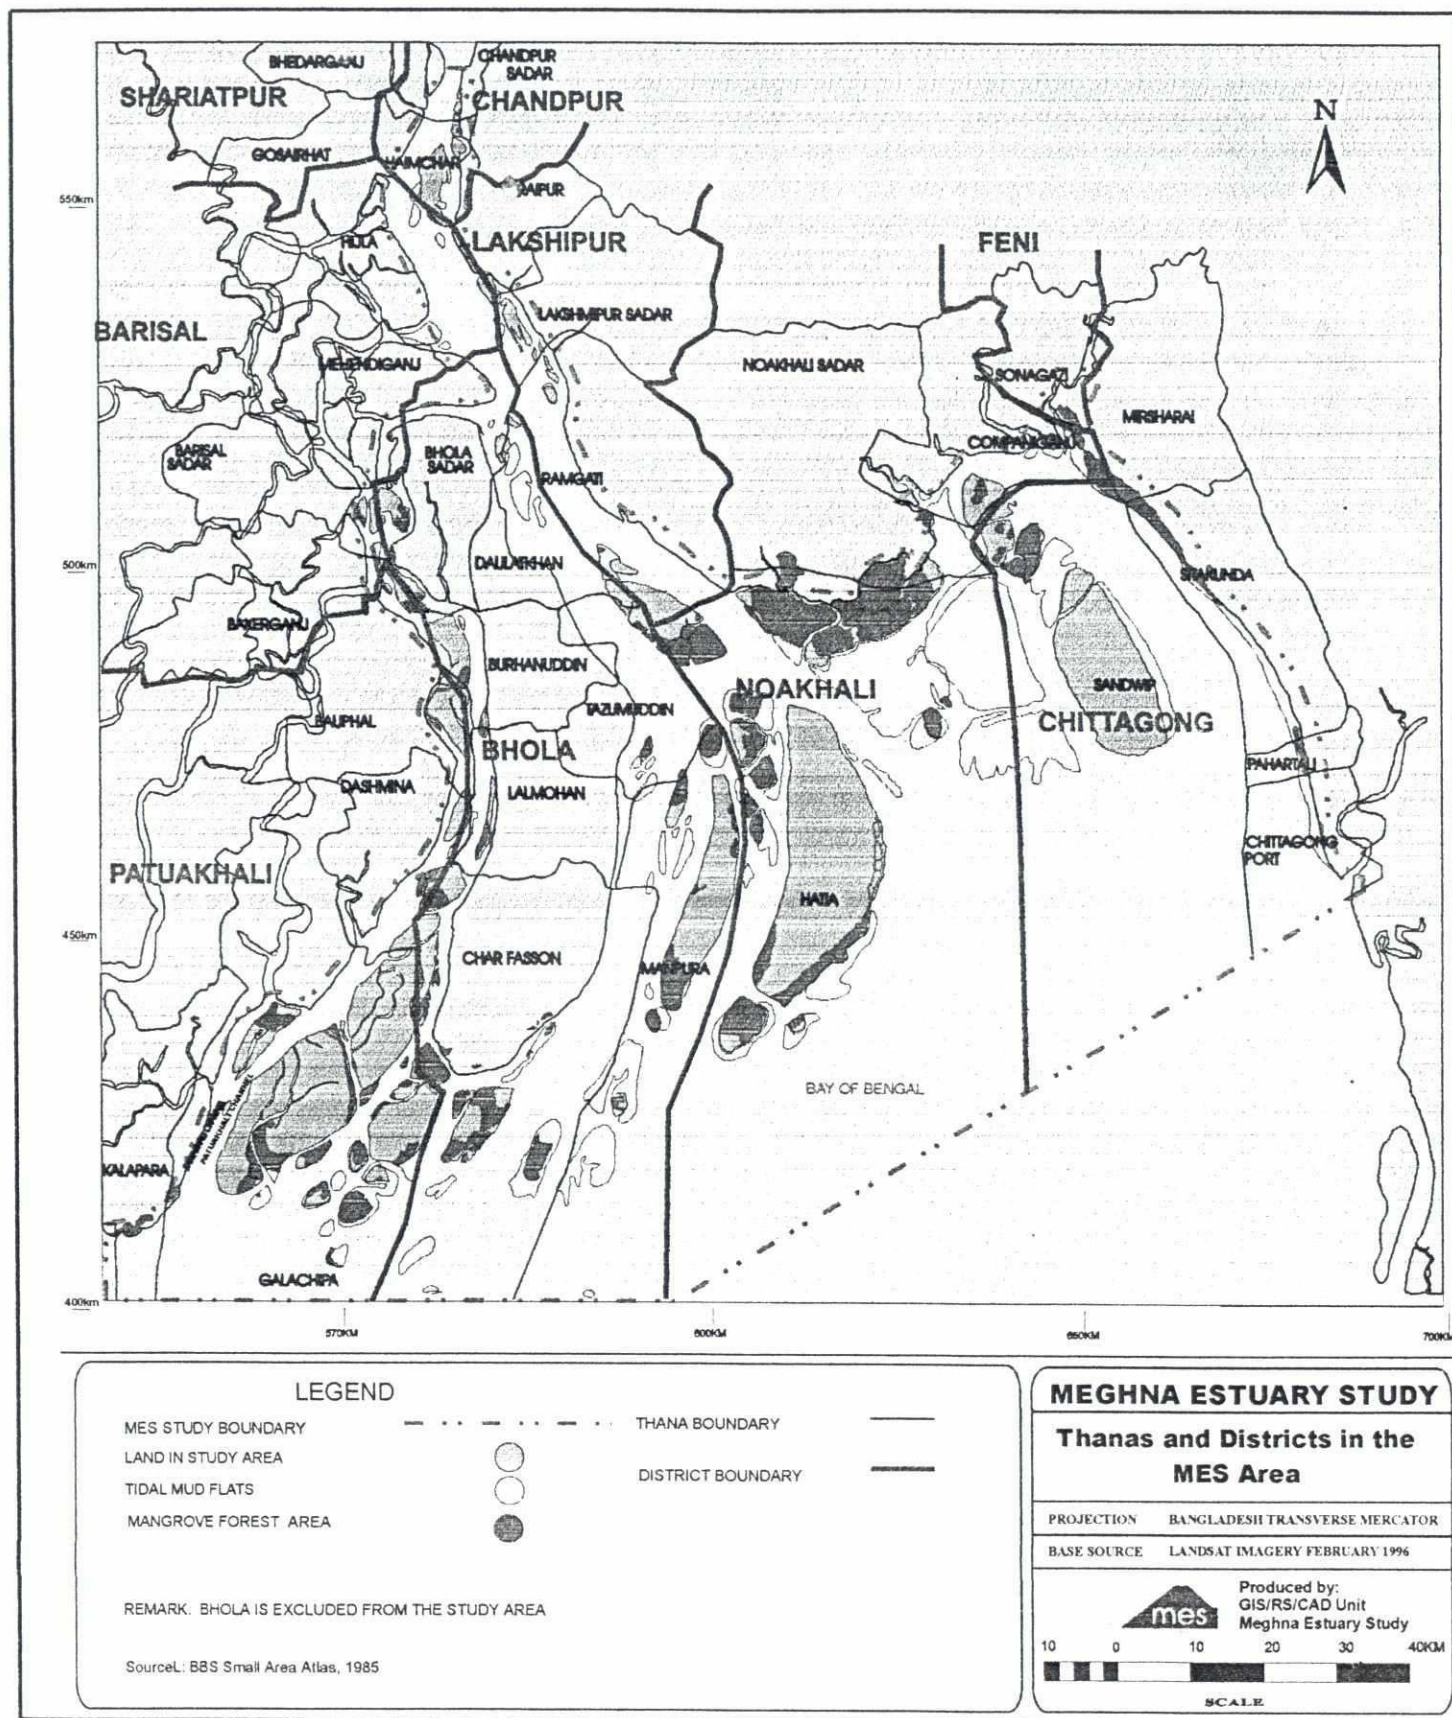 BHEDARGANJ
CHANDPUR
SADAR
SHARIATPUR
CHANDPUR
N
GOSAIRHAT
HAIMCHAR
RAIPUR
550km
HIJLA
LAKSHIPUR
FENI
BARISAL
LAKSHMIPUR SADAR
MEHENDIGANJ
NOAKHALI SADAR
SONAGAZI
MIRSHARAI
BARISAL
SADAR
BHOLA
SADAR
COMPANIGANJ
RAMGATI
500km
DAULATKHAN
SITAKUNDA
BAKERGANJ
BURHANUDDIN
NOAKHALI
SANDWIP
BAUPHAL
TAZUMUDDIN
CHITTAGONG
BHOLA
DASHMINA
LALMOHAN
PAHARTALI
PATUAKHALI
CHITTAGONG
PORT
HATIA
450km
CHAR FASSON
MANPURA
BAY OF BENGAL
PATUAKHALI CHANNEL
KALAPARA
GALACHIPA
400km
570KM
600KM
650KM
700KM
LEGEND
MES STUDY BOUNDARY
THANA BOUNDARY
LAND IN STUDY AREA
DISTRICT BOUNDARY
TIDAL MUD FLATS
MANGROVE FOREST AREA
REMARK: BHOLA IS EXCLUDED FROM THE STUDY AREA
SourceL: BBS Small Area Atlas, 1985
MEGHNA ESTUARY STUDY
Thanas and Districts in the
MES Area
PROJECTION BANGLADESH TRANSVERSE MERCATOR
BASE SOURCE LANDSAT IMAGERY FEBRUARY 1996
mes
Produced by:
GIS/RS/CAD Unit
Meghna Estuary Study
10 0 10 20 30 40KM
SCALE